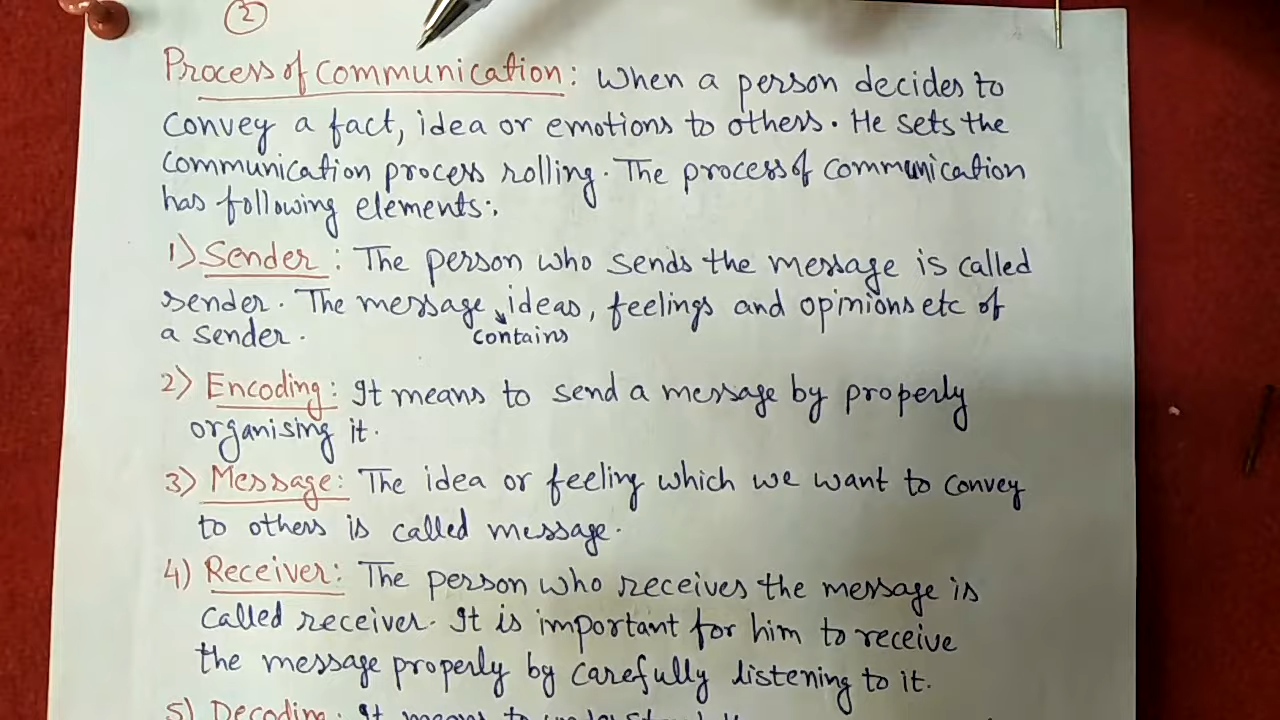 2
Process of communication: When a person decides to
convey a fact, idea or emotions to others. He sets the
communication process rolling. The process of communication
has following elements:.
1) Sender: The person who sends the message is called
sender. The message ideas, feelings and opinions etc of
contains
a sender.
2) Encoding: It means to send a message by properly
organising it.
3) Message: The idea or feeling which we want to convey
to others is called message.
4) Receiver: The person who receives the message is
called receiver. It is important for him to receive
the message properly by carefully listening to it.
5) Decoding: It means to